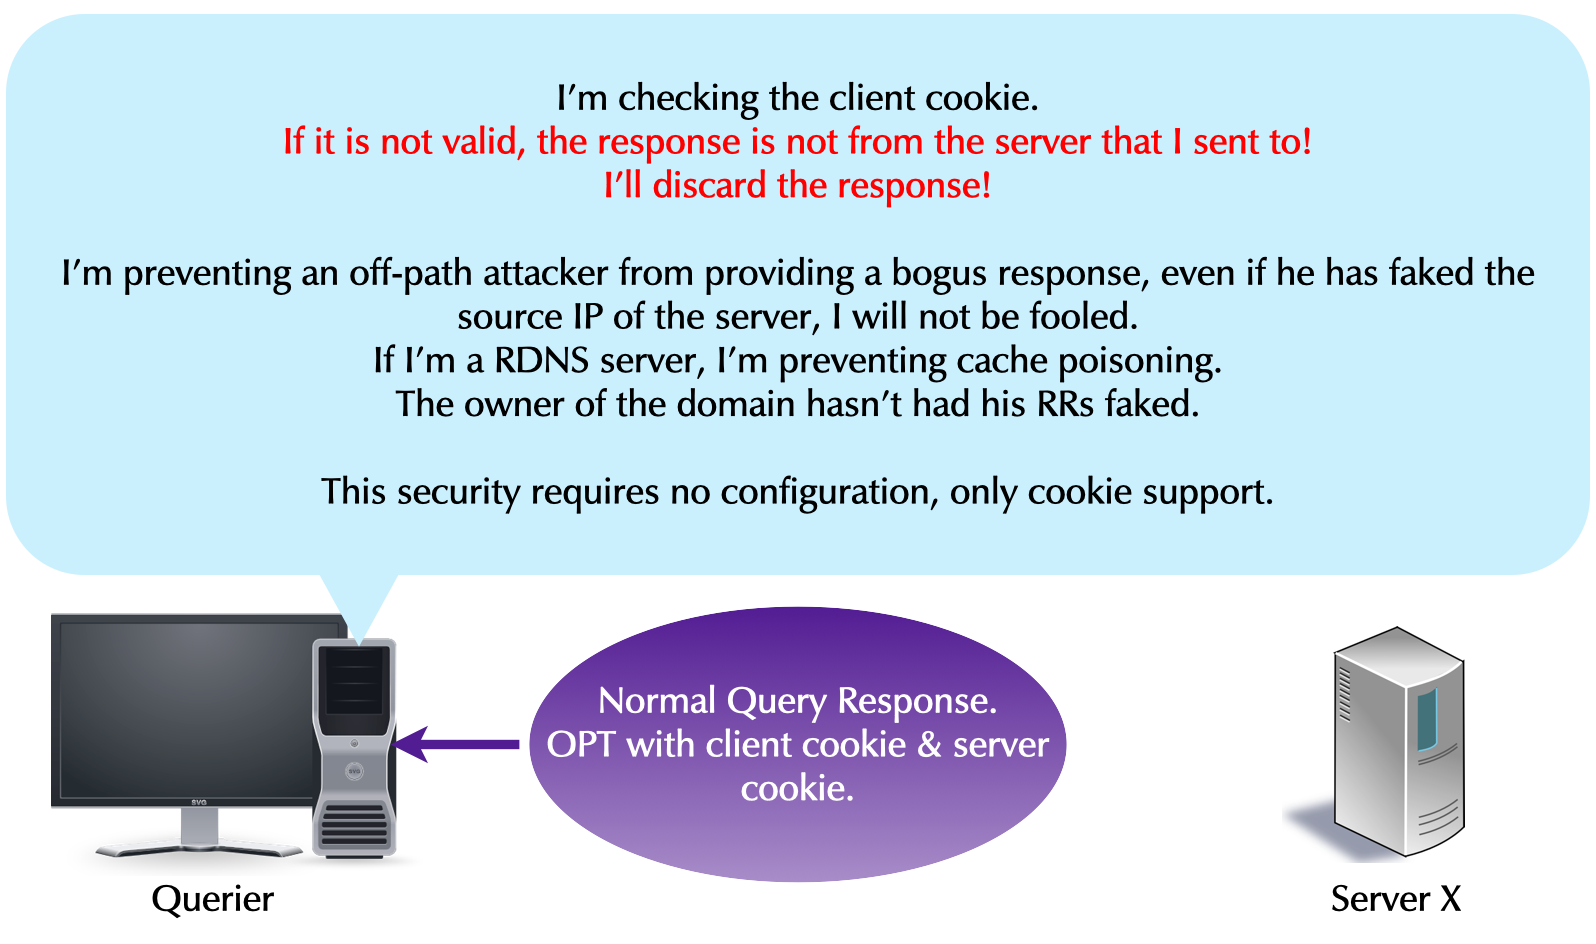 I’m checking the client cookie.
If it is not valid, the response is not from the server that I sent to!
I’ll discard the response!
I’m preventing an off-path attacker from providing a bogus response, even if he has faked the
source IP of the server, I will not be fooled.
If I’m a RDNS server, I’m preventing cache poisoning.
The owner of the domain hasn’t had his RRs faked.
This security requires no configuration, only cookie support.
Normal Query Response.
OPT with client cookie & server
cookie.
SVG
SVG
Querier
Server X